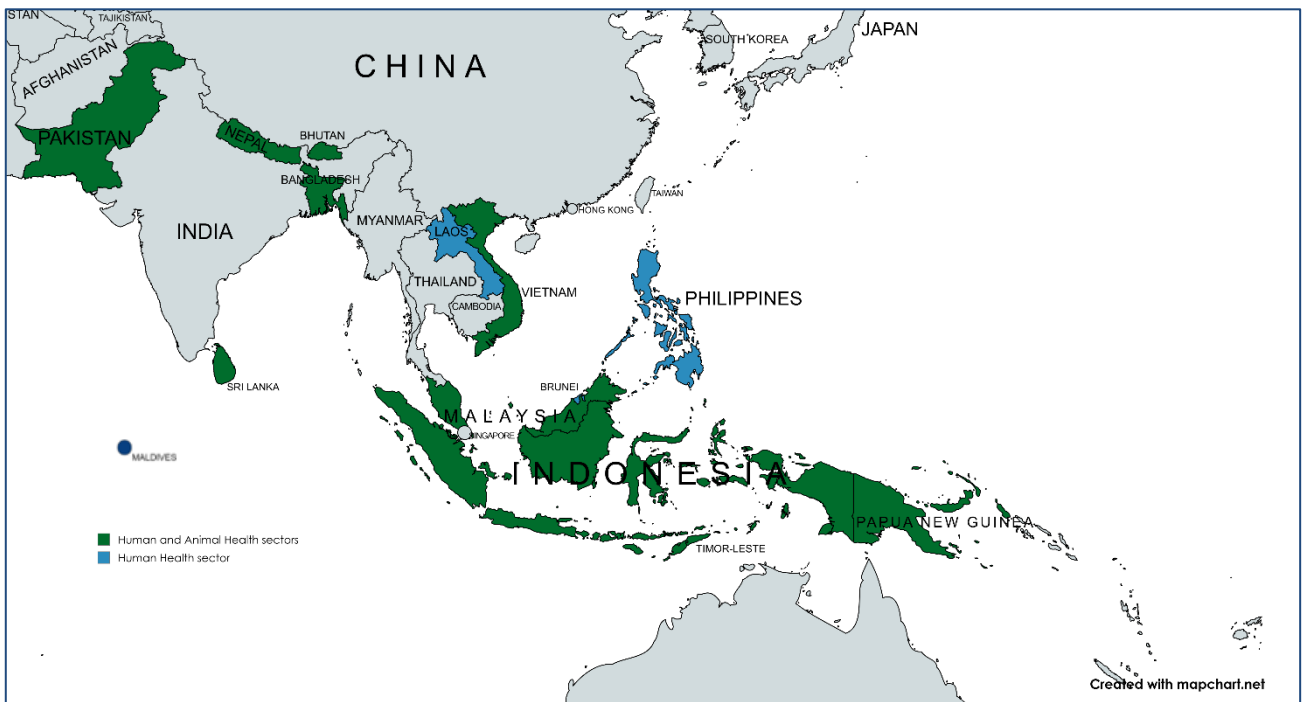 STAN
TAJIKISTAN
SOUTH KOREA
JAPAN
AFGHANISTAN
CHINA
PAKISTAN
NEPAL
BHUTAN
BANGLADESH
TAIWAN
HONG KONG
MYANMAR
INDIA
LAOS
THAILAND
VIETNAM
PHILIPPINES
CAMBODIA
SRI LANKA
BRUNEI
MALAYSIA
SINGAPORE
MALDIVES
INDONESIA
PAPUA NEW GUINEA
Human and Animal Health sectors
TIMOR-LESTE
Human Health sector
Created with mapchart.net